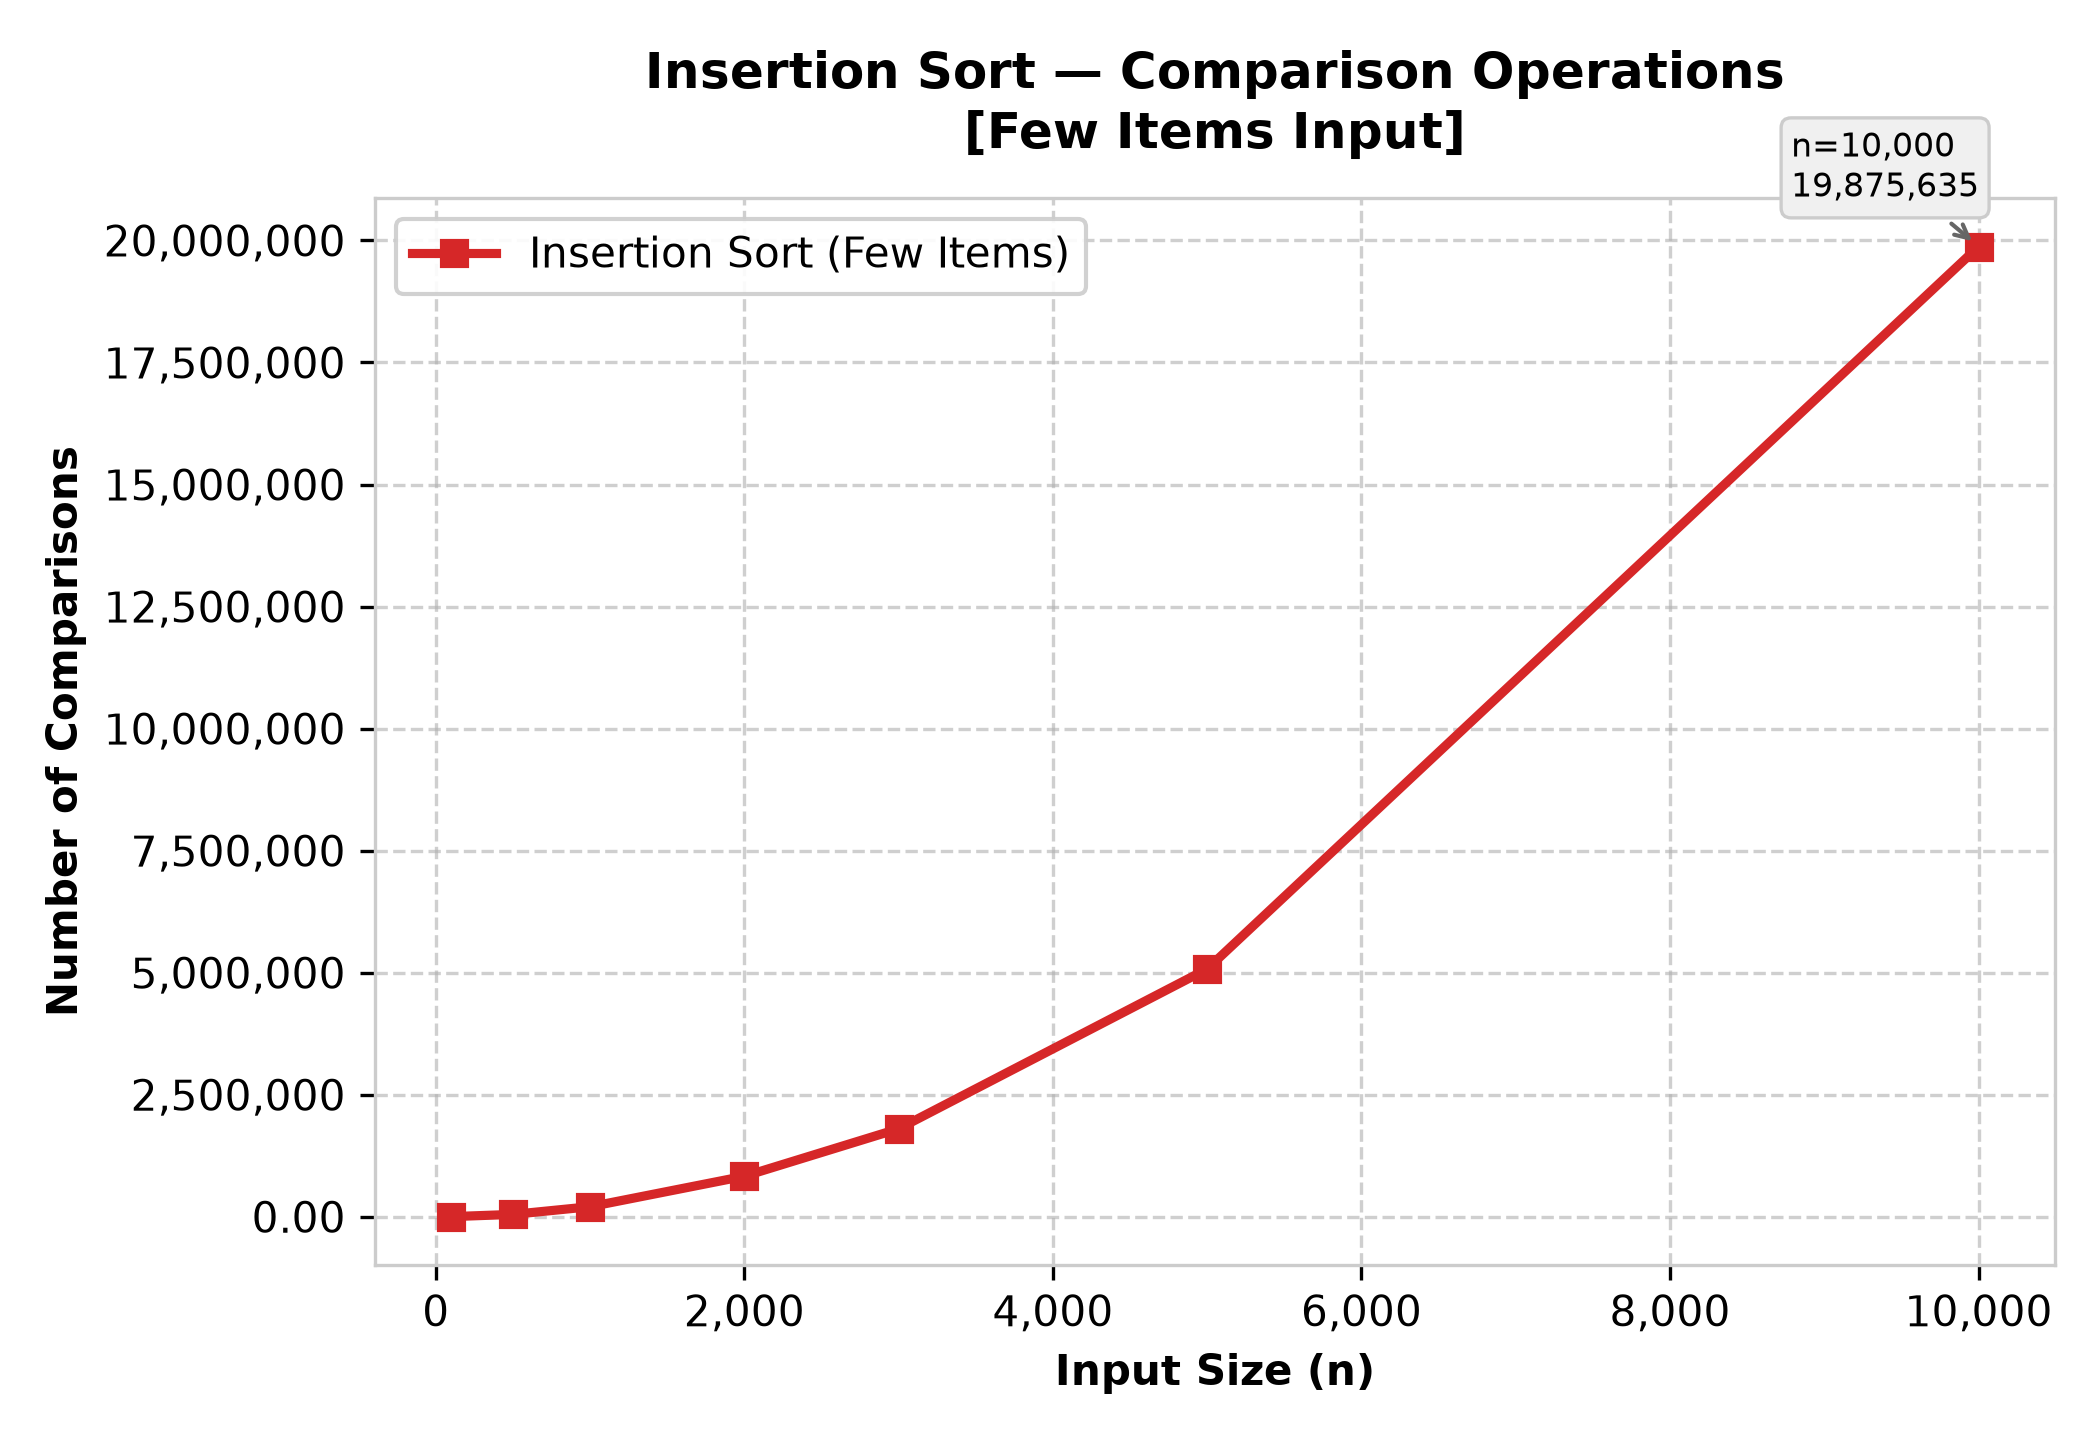 Insertion Sort — Comparison Operations
[Few Items Input]
n=10,000
19,875,635
Insertion Sort (Few Items)
Number of Comparisons
20,000,000
17,500,000
15,000,000
12,500,000
10,000,000
7,500,000
5,000,000
2,500,000
0.00
0 2,000 4,000 6,000 8,000 10,000
Input Size (n)